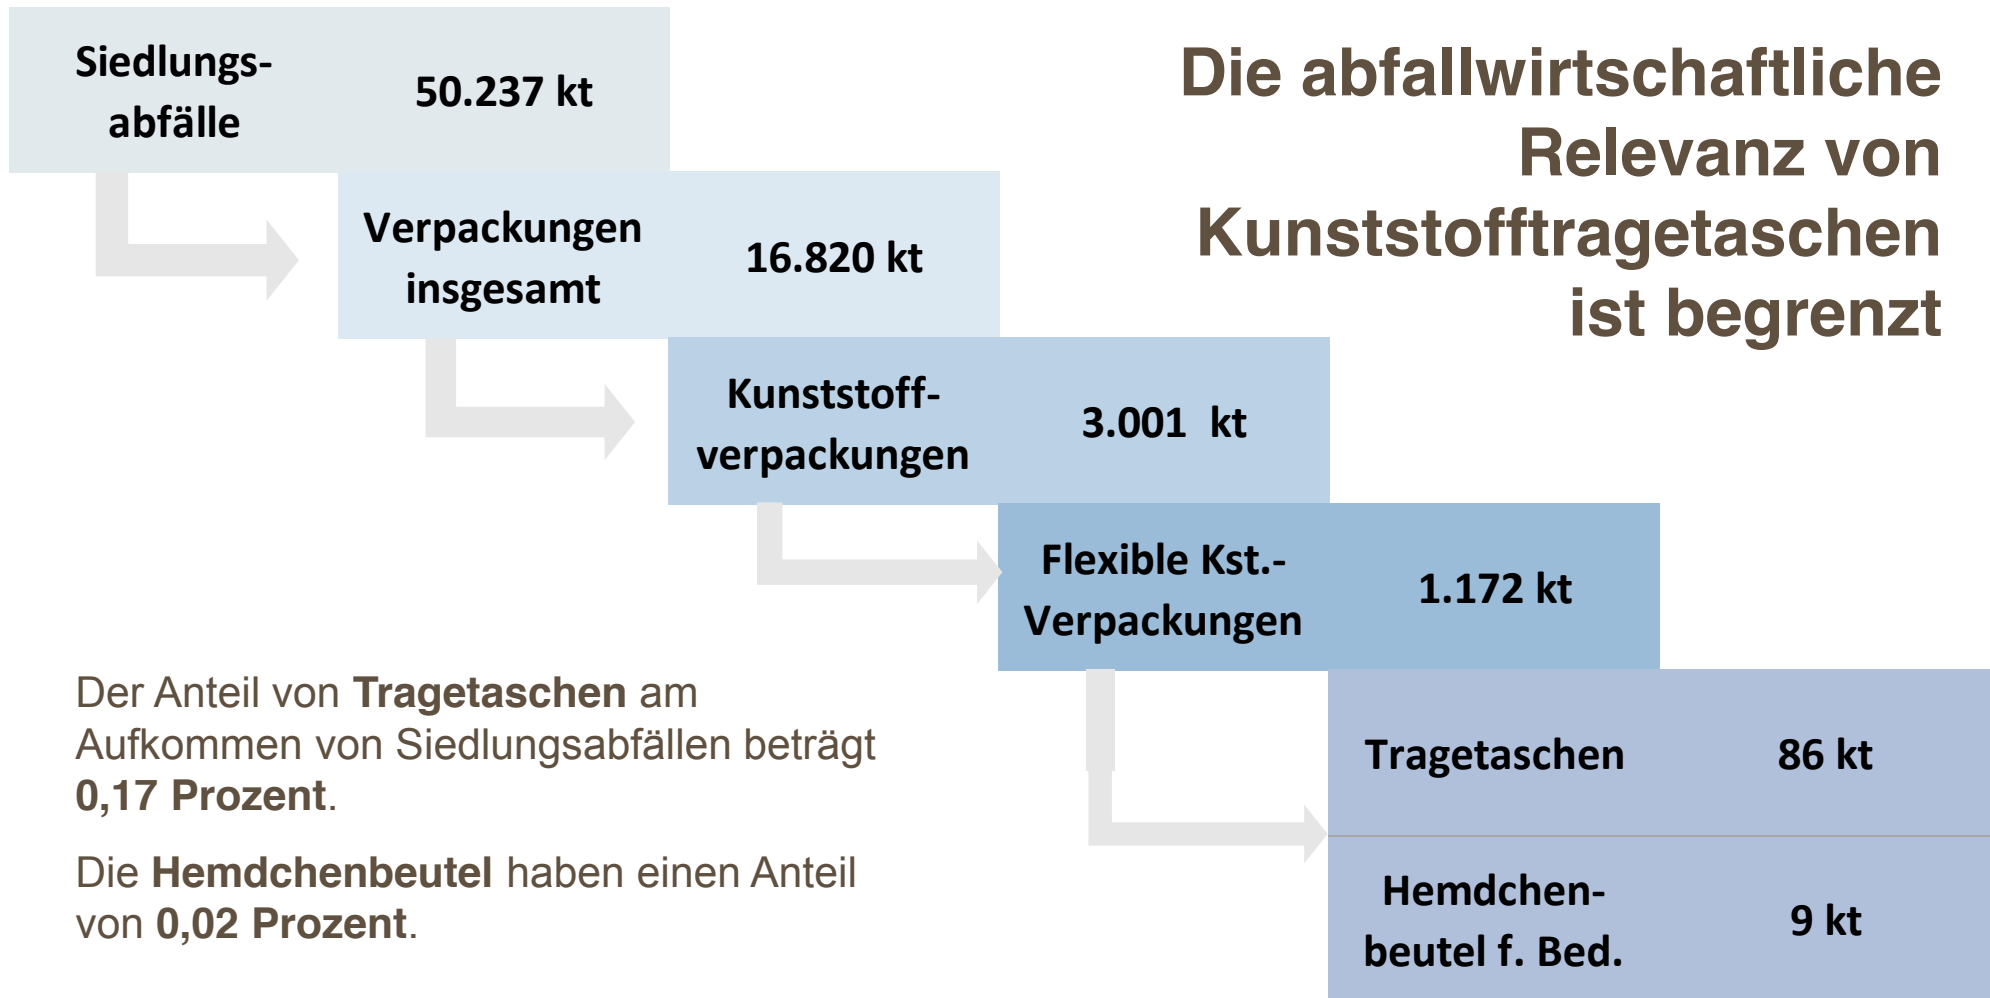 Die abfallwirtschaftliche
Relevanz von
Kunststofftragetaschen
ist begrenzt
Siedlungs-
abfälle
50.237 kt
Verpackungen
insgesamt
16.820 kt
Kunststoff-
verpackungen
3.001 kt
Flexible Kst.-
Verpackungen
1.172 kt
Tragetaschen
86 kt
Hemdchen-
beutel f. Bed.
9 kt
Der Anteil von Tragetaschen am
Aufkommen von Siedlungsabfällen beträgt
0,17 Prozent.
Die Hemdchenbeutel haben einen Anteil
von 0,02 Prozent.